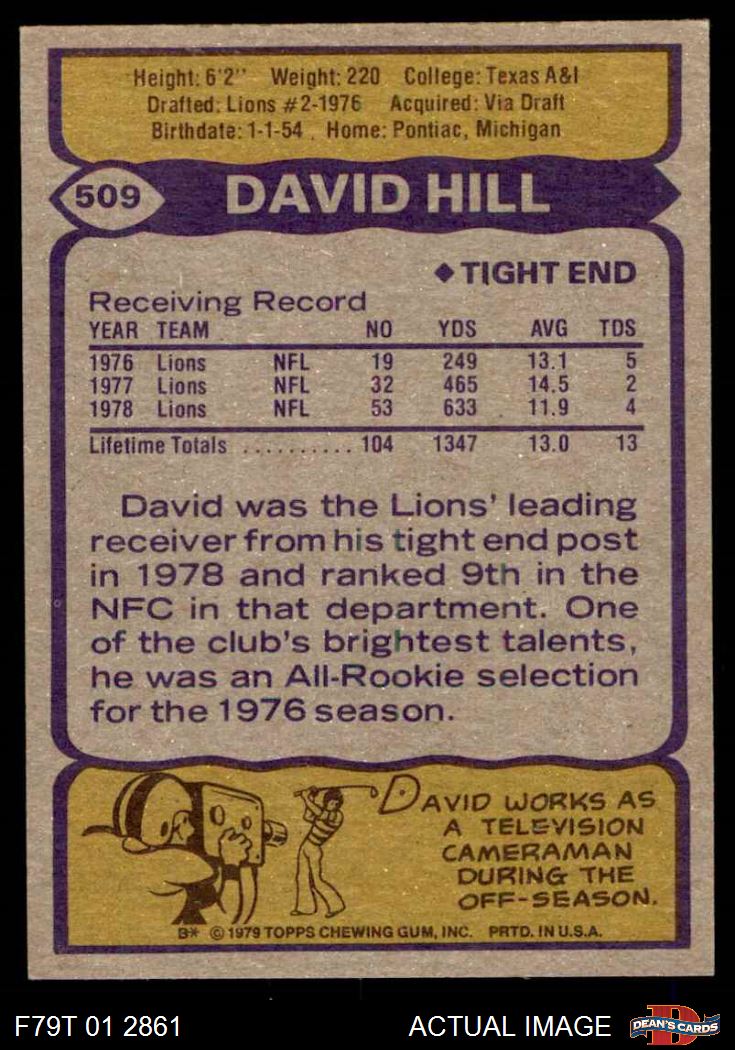 Height: 6'2" Weight: 220 College: Texas A&I
Drafted: Lions #2-1976 Acquired: Via Draft
Birthdate: 1-1-54 Home: Pontiac, Michigan
509 DAVID HILL
◆ TIGHT END
Receiving Record
YEAR TEAM NO YDS AVG TDS
1976 Lions NFL 19 249 13.1 5
1977 Lions NFL 32 465 14.5 2
1978 Lions NFL 53 633 11.9 4
Lifetime Totals .......... 104 1347 13.0 13
David was the Lions' leading
receiver from his tight end post
in 1978 and ranked 9th in the
NFC in that department. One
of the club's brightest talents,
he was an All-Rookie selection
for the 1976 season.
DAVID WORKS AS
A TELEVISION
CAMERAMAN
DURING THE
OFF-SEASON.
B* © 1979 TOPPS CHEWING GUM, INC. PRTD. IN U.S.A.
F79T 01 2861 ACTUAL IMAGE D DEAN'S CARDS